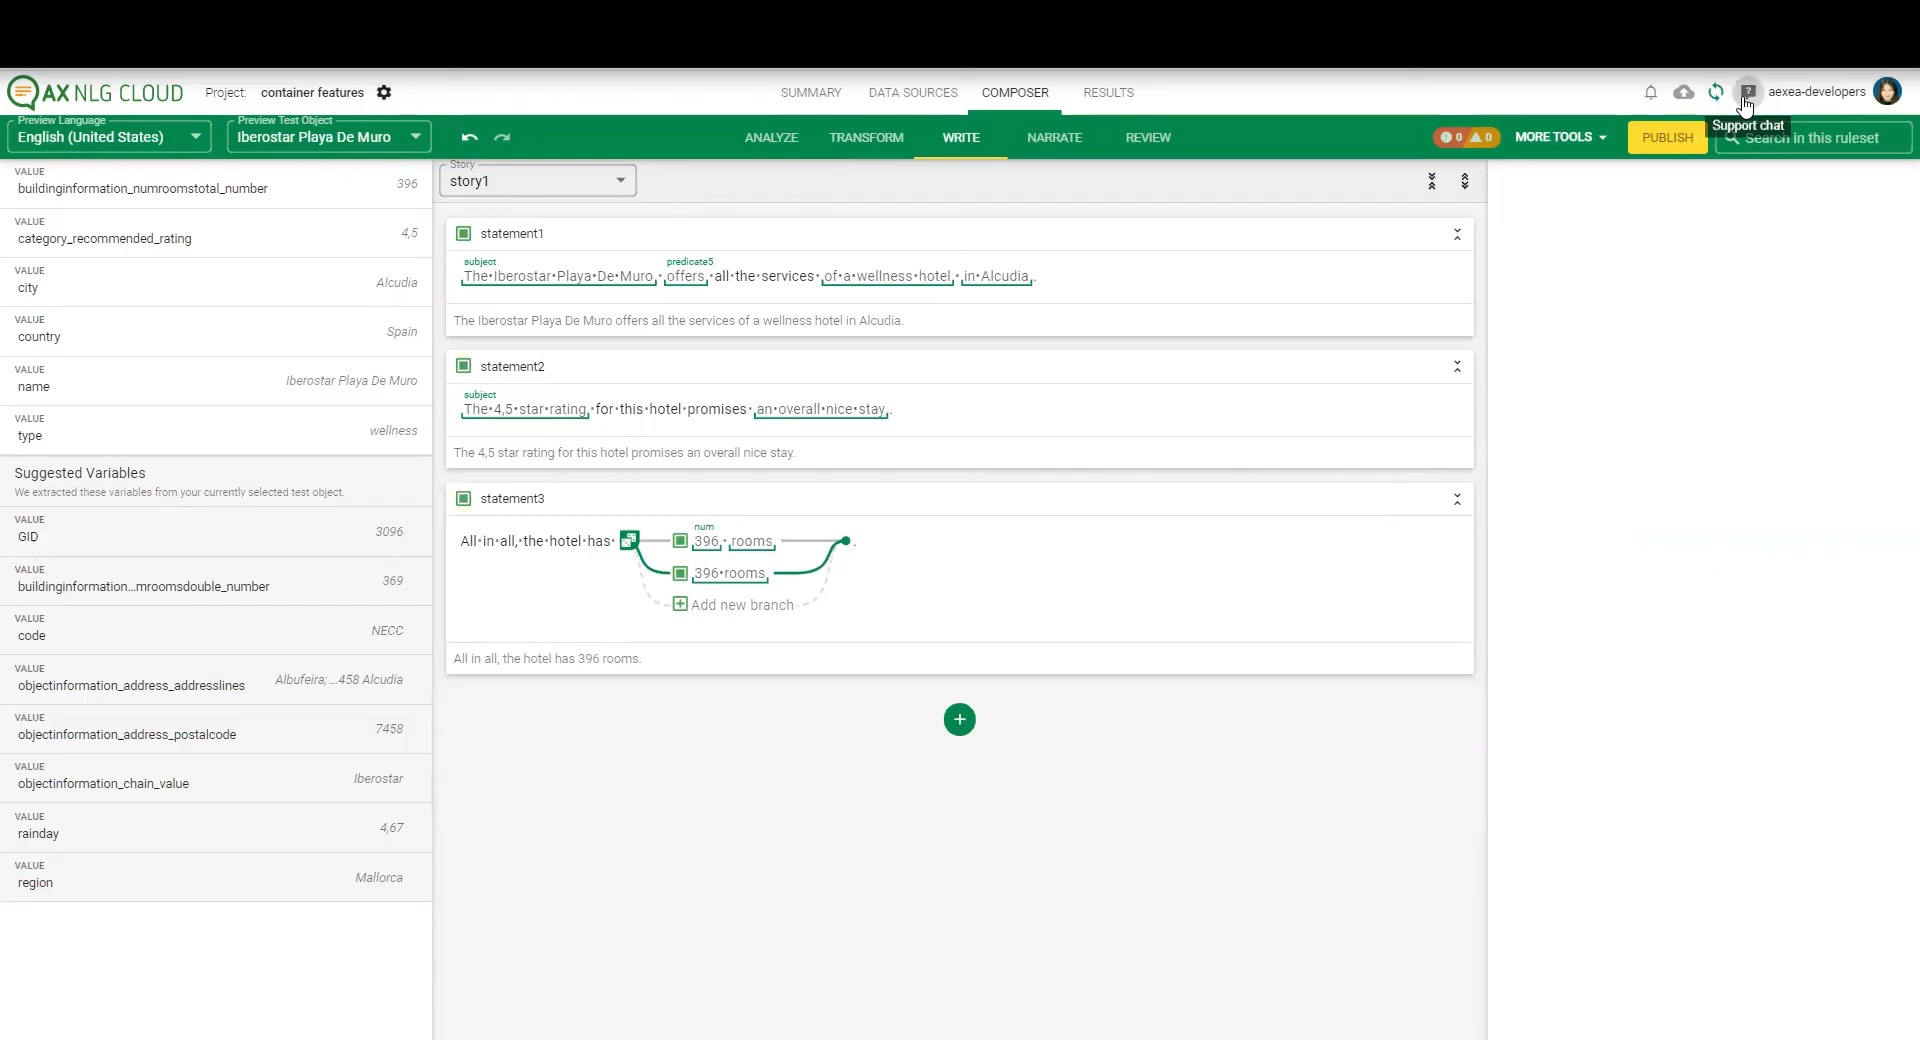 AX NLG CLOUD
Project: container features
SUMMARY DATA SOURCES COMPOSER RESULTS
aexea-developers
Support chat
Preview Language
English (United States)
Preview Test Object
Iberostar Playa De Muro
ANALYZE TRANSFORM WRITE NARRATE REVIEW
0 0
MORE TOOLS
PUBLISH
Search in this ruleset
VALUE
buildinginformation_numroomstotal_number 396
VALUE
category_recommended_rating 4,5
VALUE
city Alcudia
VALUE
country Spain
VALUE
name Iberostar Playa De Muro
VALUE
type wellness
Suggested Variables
We extracted these variables from your currently selected test object.
VALUE
GID 3096
VALUE
buildinginformation...mroomsdouble_number 369
VALUE
code NECC
VALUE
objectinformation_address_addresslines Albufeira; ...458 Alcudia
VALUE
objectinformation_address_postalcode 7458
VALUE
objectinformation_chain_value Iberostar
VALUE
rainday 4,67
VALUE
region Mallorca
Story
story1
statement1
subject predicate5
The•Iberostar•Playa•De•Muro•offers•all•the•services•of•a•wellness•hotel•in•Alcudia.
The Iberostar Playa De Muro offers all the services of a wellness hotel in Alcudia.
statement2
subject
The•4,5•star•rating•for•this•hotel•promises•an•overall•nice•stay.
The 4,5 star rating for this hotel promises an overall nice stay.
statement3
num
All•in•all,•the•hotel•has• 396•rooms .
396•rooms
Add new branch
All in all, the hotel has 396 rooms.